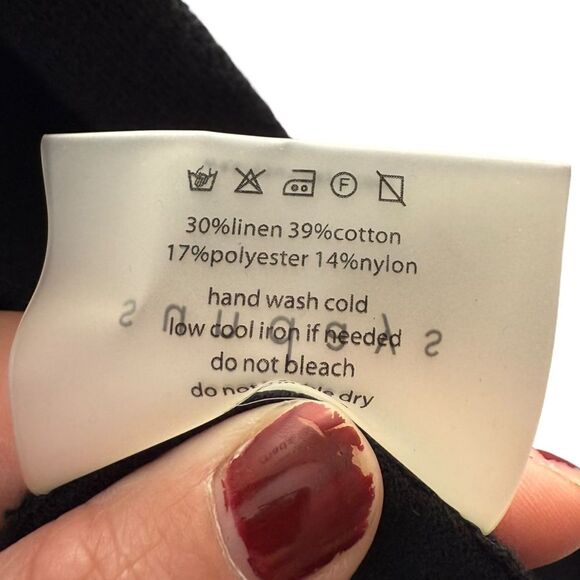 F
30%linen 39%cotton
17%polyester 14%nylon
hand wash cold
low cool iron if needed
do not bleach
do not dry
sundays